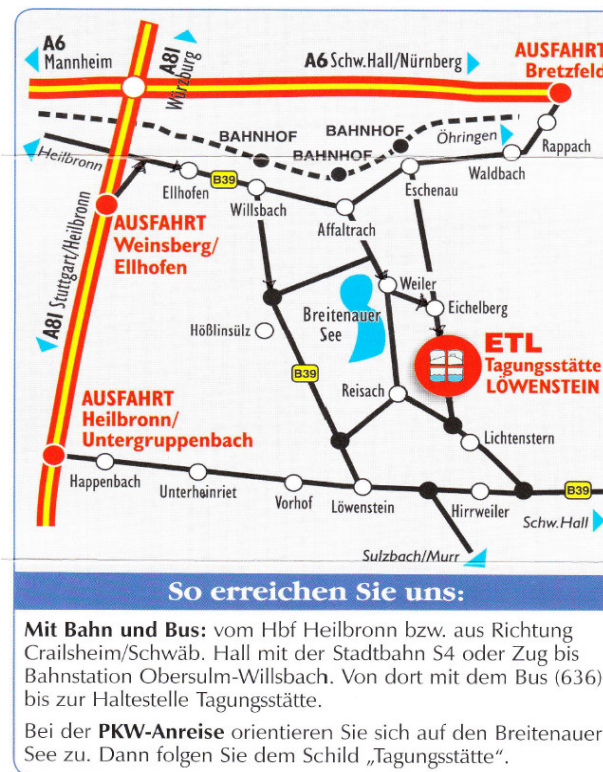 A6
Mannheim
A81
Würzburg
A6 Schw.Hall/Nürnberg
AUSFAHRT
Bretzfeld
BAHNHOF
BAHNHOF
BAHNHOF
Heilbronn
Öhringen
Rappach
Waldbach
Ellhofen
B39
Willsbach
Eschenau
Affaltrach
AUSFAHRT
Weinsberg/
Ellhofen
A81 Stuttgart/Heilbronn
Weiler
Eichelberg
Breitenauer
See
Hößlinsülz
B39
ETL
Tagungsstätte
LÖWENSTEIN
Reisach
AUSFAHRT
Heilbronn/
Untergruppenbach
Lichtenstern
Happenbach
Unterheinriet
Vorhof
Löwenstein
Hirrweiler
B39
Schw.Hall
Sulzbach/Murr
So erreichen Sie uns:
Mit Bahn und Bus: vom Hbf Heilbronn bzw. aus Richtung
Crailsheim/Schwäb. Hall mit der Stadtbahn S4 oder Zug bis
Bahnstation Obersulm-Willsbach. Von dort mit dem Bus (636)
bis zur Haltestelle Tagungsstätte.
Bei der PKW-Anreise orientieren Sie sich auf den Breitenauer
See zu. Dann folgen Sie dem Schild „Tagungsstätte“.